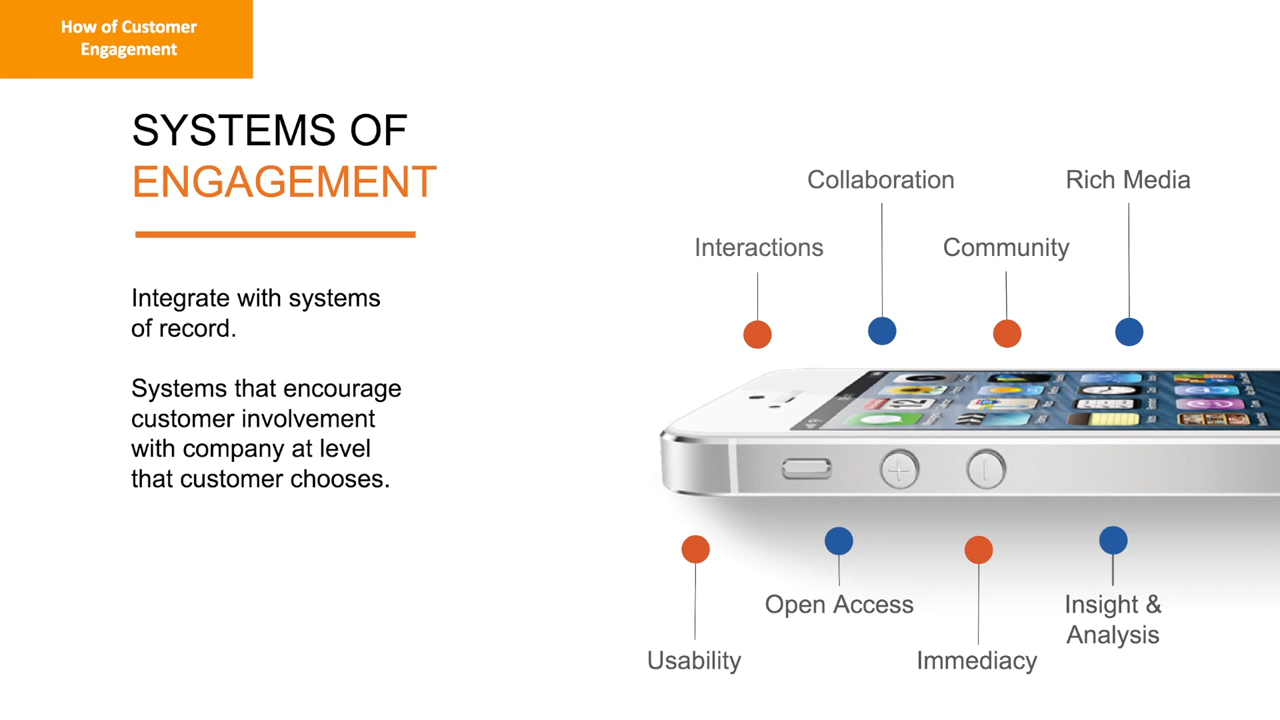 How of Customer
Engagement
SYSTEMS OF
ENGAGEMENT
Integrate with systems
of record.
Systems that encourage
customer involvement
with company at level
that customer chooses.
Collaboration
Rich Media
Interactions
Community
12
Open Access
Insight &
Analysis
Usability
Immediacy